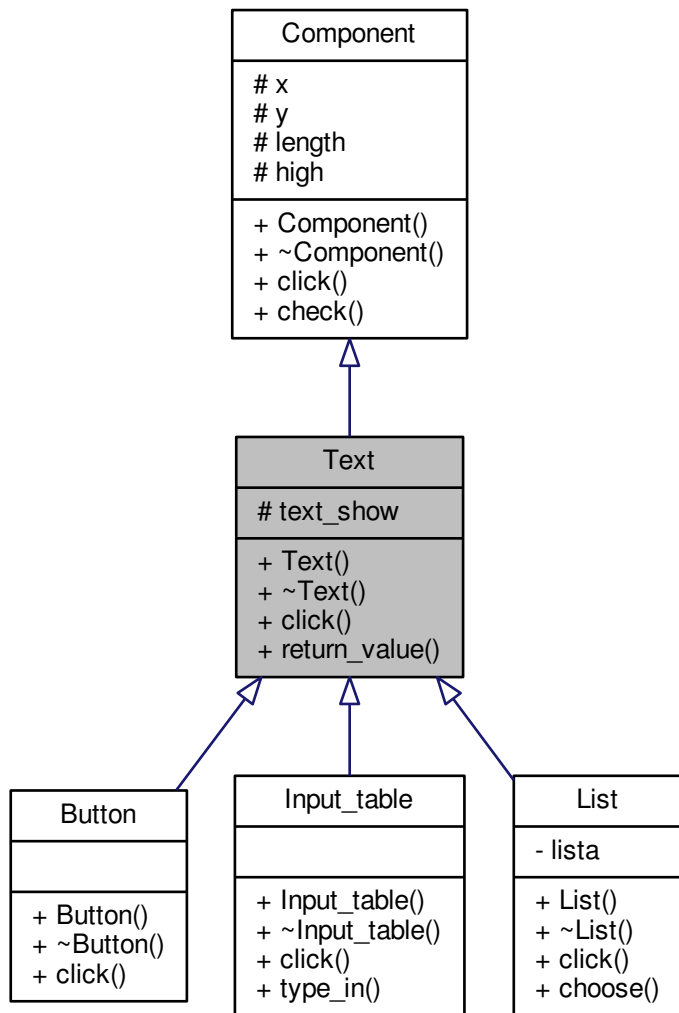 Component
# x
# y
# length
# high
+ Component()
+ ~Component()
+ click()
+ check()
Text
# text_show
+ Text()
+ ~Text()
+ click()
+ return_value()
Button
+ Button()
+ ~Button()
+ click()
Input_table
+ Input_table()
+ ~Input_table()
+ click()
+ type_in()
List
- lista
+ List()
+ ~List()
+ click()
+ choose()